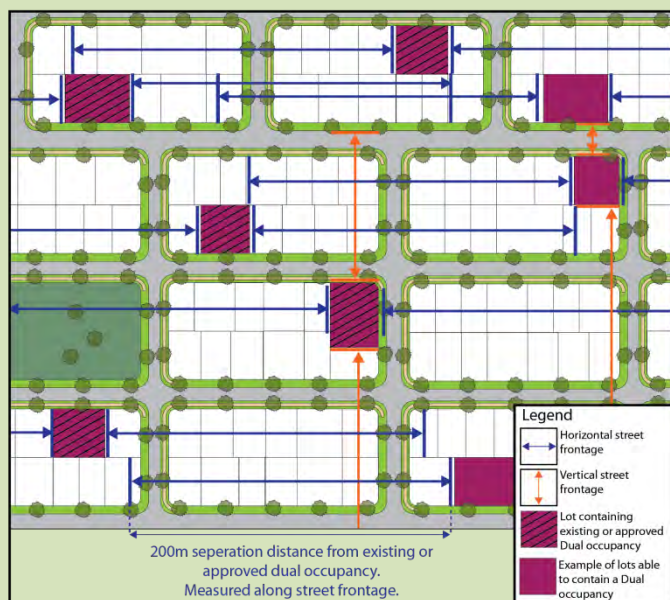 Legend
Horizontal street
frontage
Vertical street
frontage
Lot containing
existing or approved
Dual occupancy
Example of lots able
to contain a Dual
occupancy
200m seperation distance from existing or
approved dual occupancy.
Measured along street frontage.